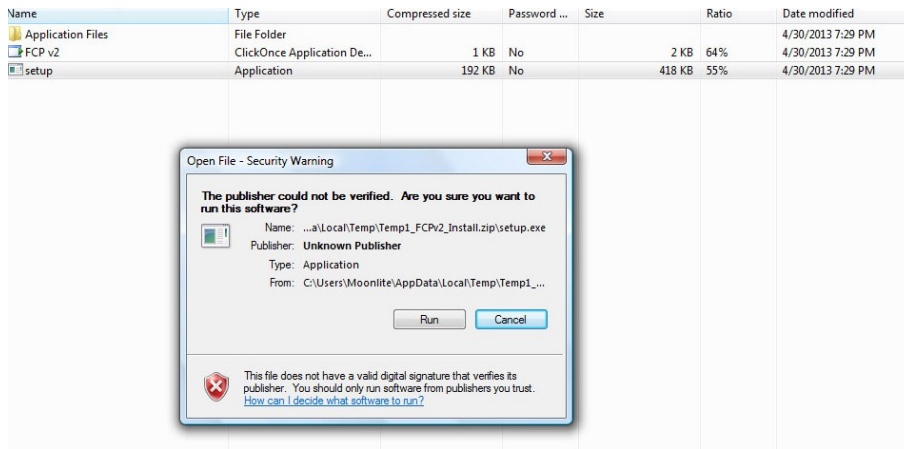 Name Type Compressed size Password ... Size Ratio Date modified
Application Files File Folder 4/30/2013 7:29 PM
FCP v2 ClickOnce Application De... 1 KB No 2 KB 64% 4/30/2013 7:29 PM
setup Application 192 KB No 418 KB 55% 4/30/2013 7:29 PM
Open File - Security Warning
The publisher could not be verified. Are you sure you want to
run this software?
Name: ...a\Local\Temp\Temp1_FCPv2_Install.zip\setup.exe
Publisher: Unknown Publisher
Type: Application
From: C:\Users\Moonlite\AppData\Local\Temp\Temp1_...
Run Cancel
This file does not have a valid digital signature that verifies its
publisher. You should only run software from publishers you trust.
How can I decide what software to run?